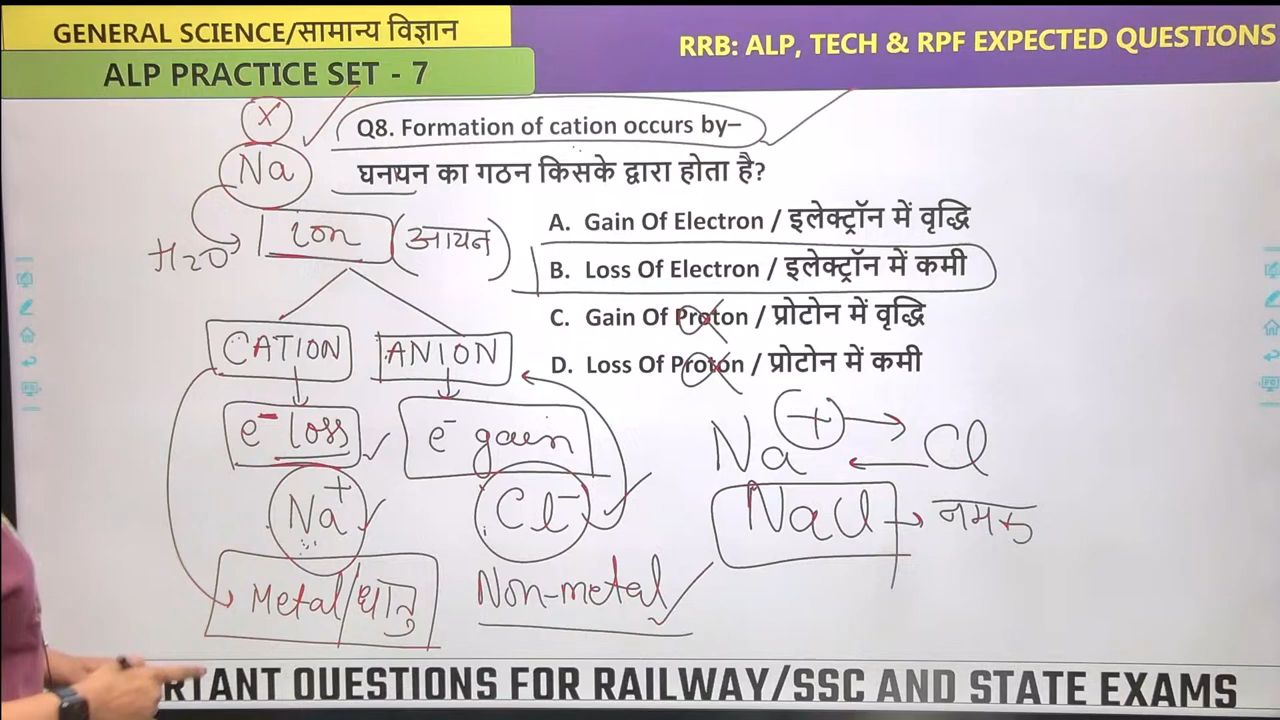 GENERAL SCIENCE/सामान्य विज्ञान
ALP PRACTICE SET - 7
RRB: ALP, TECH & RPF EXPECTED QUESTIONS
Q8. Formation of cation occurs by–
घनायन का गठन किसके द्वारा होता है?
A. Gain Of Electron / इलेक्ट्रॉन में वृद्धि
B. Loss Of Electron / इलेक्ट्रॉन में कमी
C. Gain Of Proton / प्रोटोन में वृद्धि
D. Loss Of Proton / प्रोटोन में कमी
X
Na
H2O
Ion (आयन)
CATION
ANION
e- loss
e- gain
Na+
Cl-
Metal/धातु
Non-metal
Na+ Cl
NaCl → नमक
RTANT QUESTIONS FOR RAILWAY/SSC AND STATE EXAMS